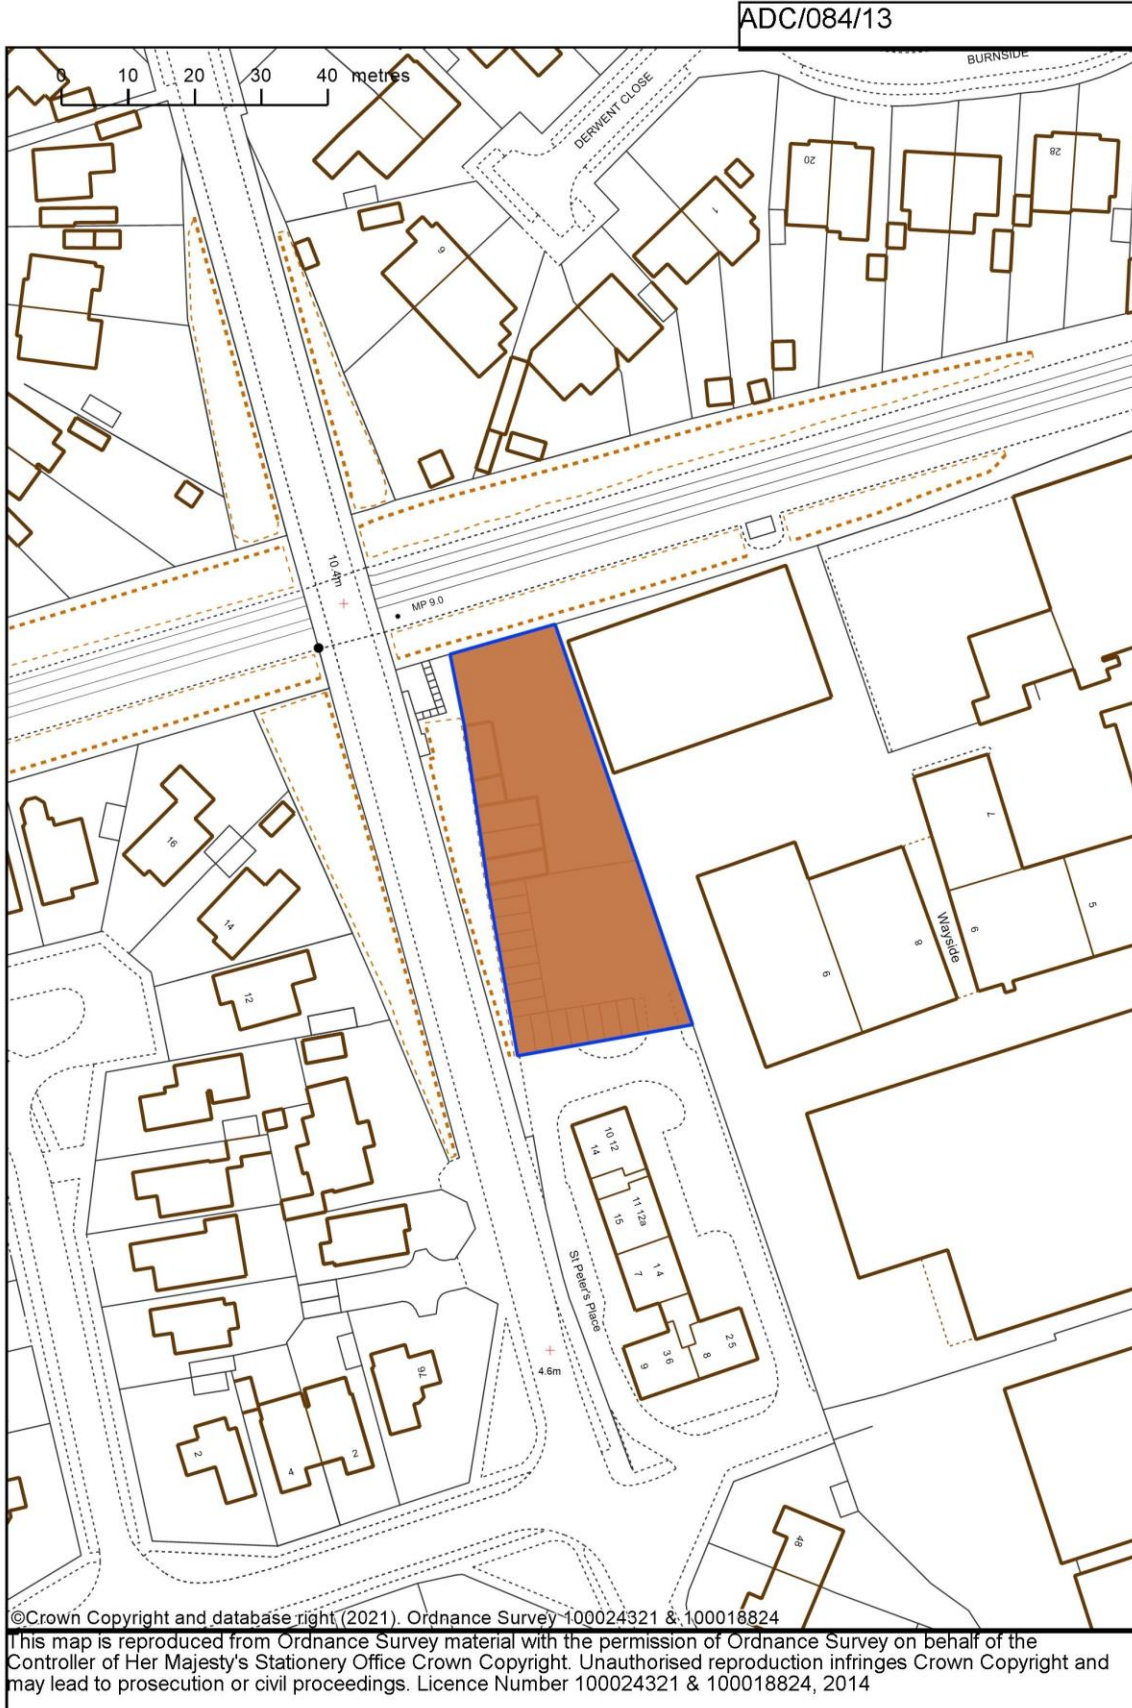 ADC/084/13
BURNSIDE
0 10 20 30 40 metres
DERWENT CLOSE
20
28
1
9
10.4m
MP 9.0
16
14
12
7
5
6
Wayside
8
9
10 12
14
11 12a
15
14
7
St Peter's Place
2 5
3 6
8
9
4.6m
76
2
4
2
48
©Crown Copyright and database right (2021). Ordnance Survey 100024321 & 100018824
This map is reproduced from Ordnance Survey material with the permission of Ordnance Survey on behalf of the
Controller of Her Majesty's Stationery Office Crown Copyright. Unauthorised reproduction infringes Crown Copyright and
may lead to prosecution or civil proceedings. Licence Number 100024321 & 100018824, 2014